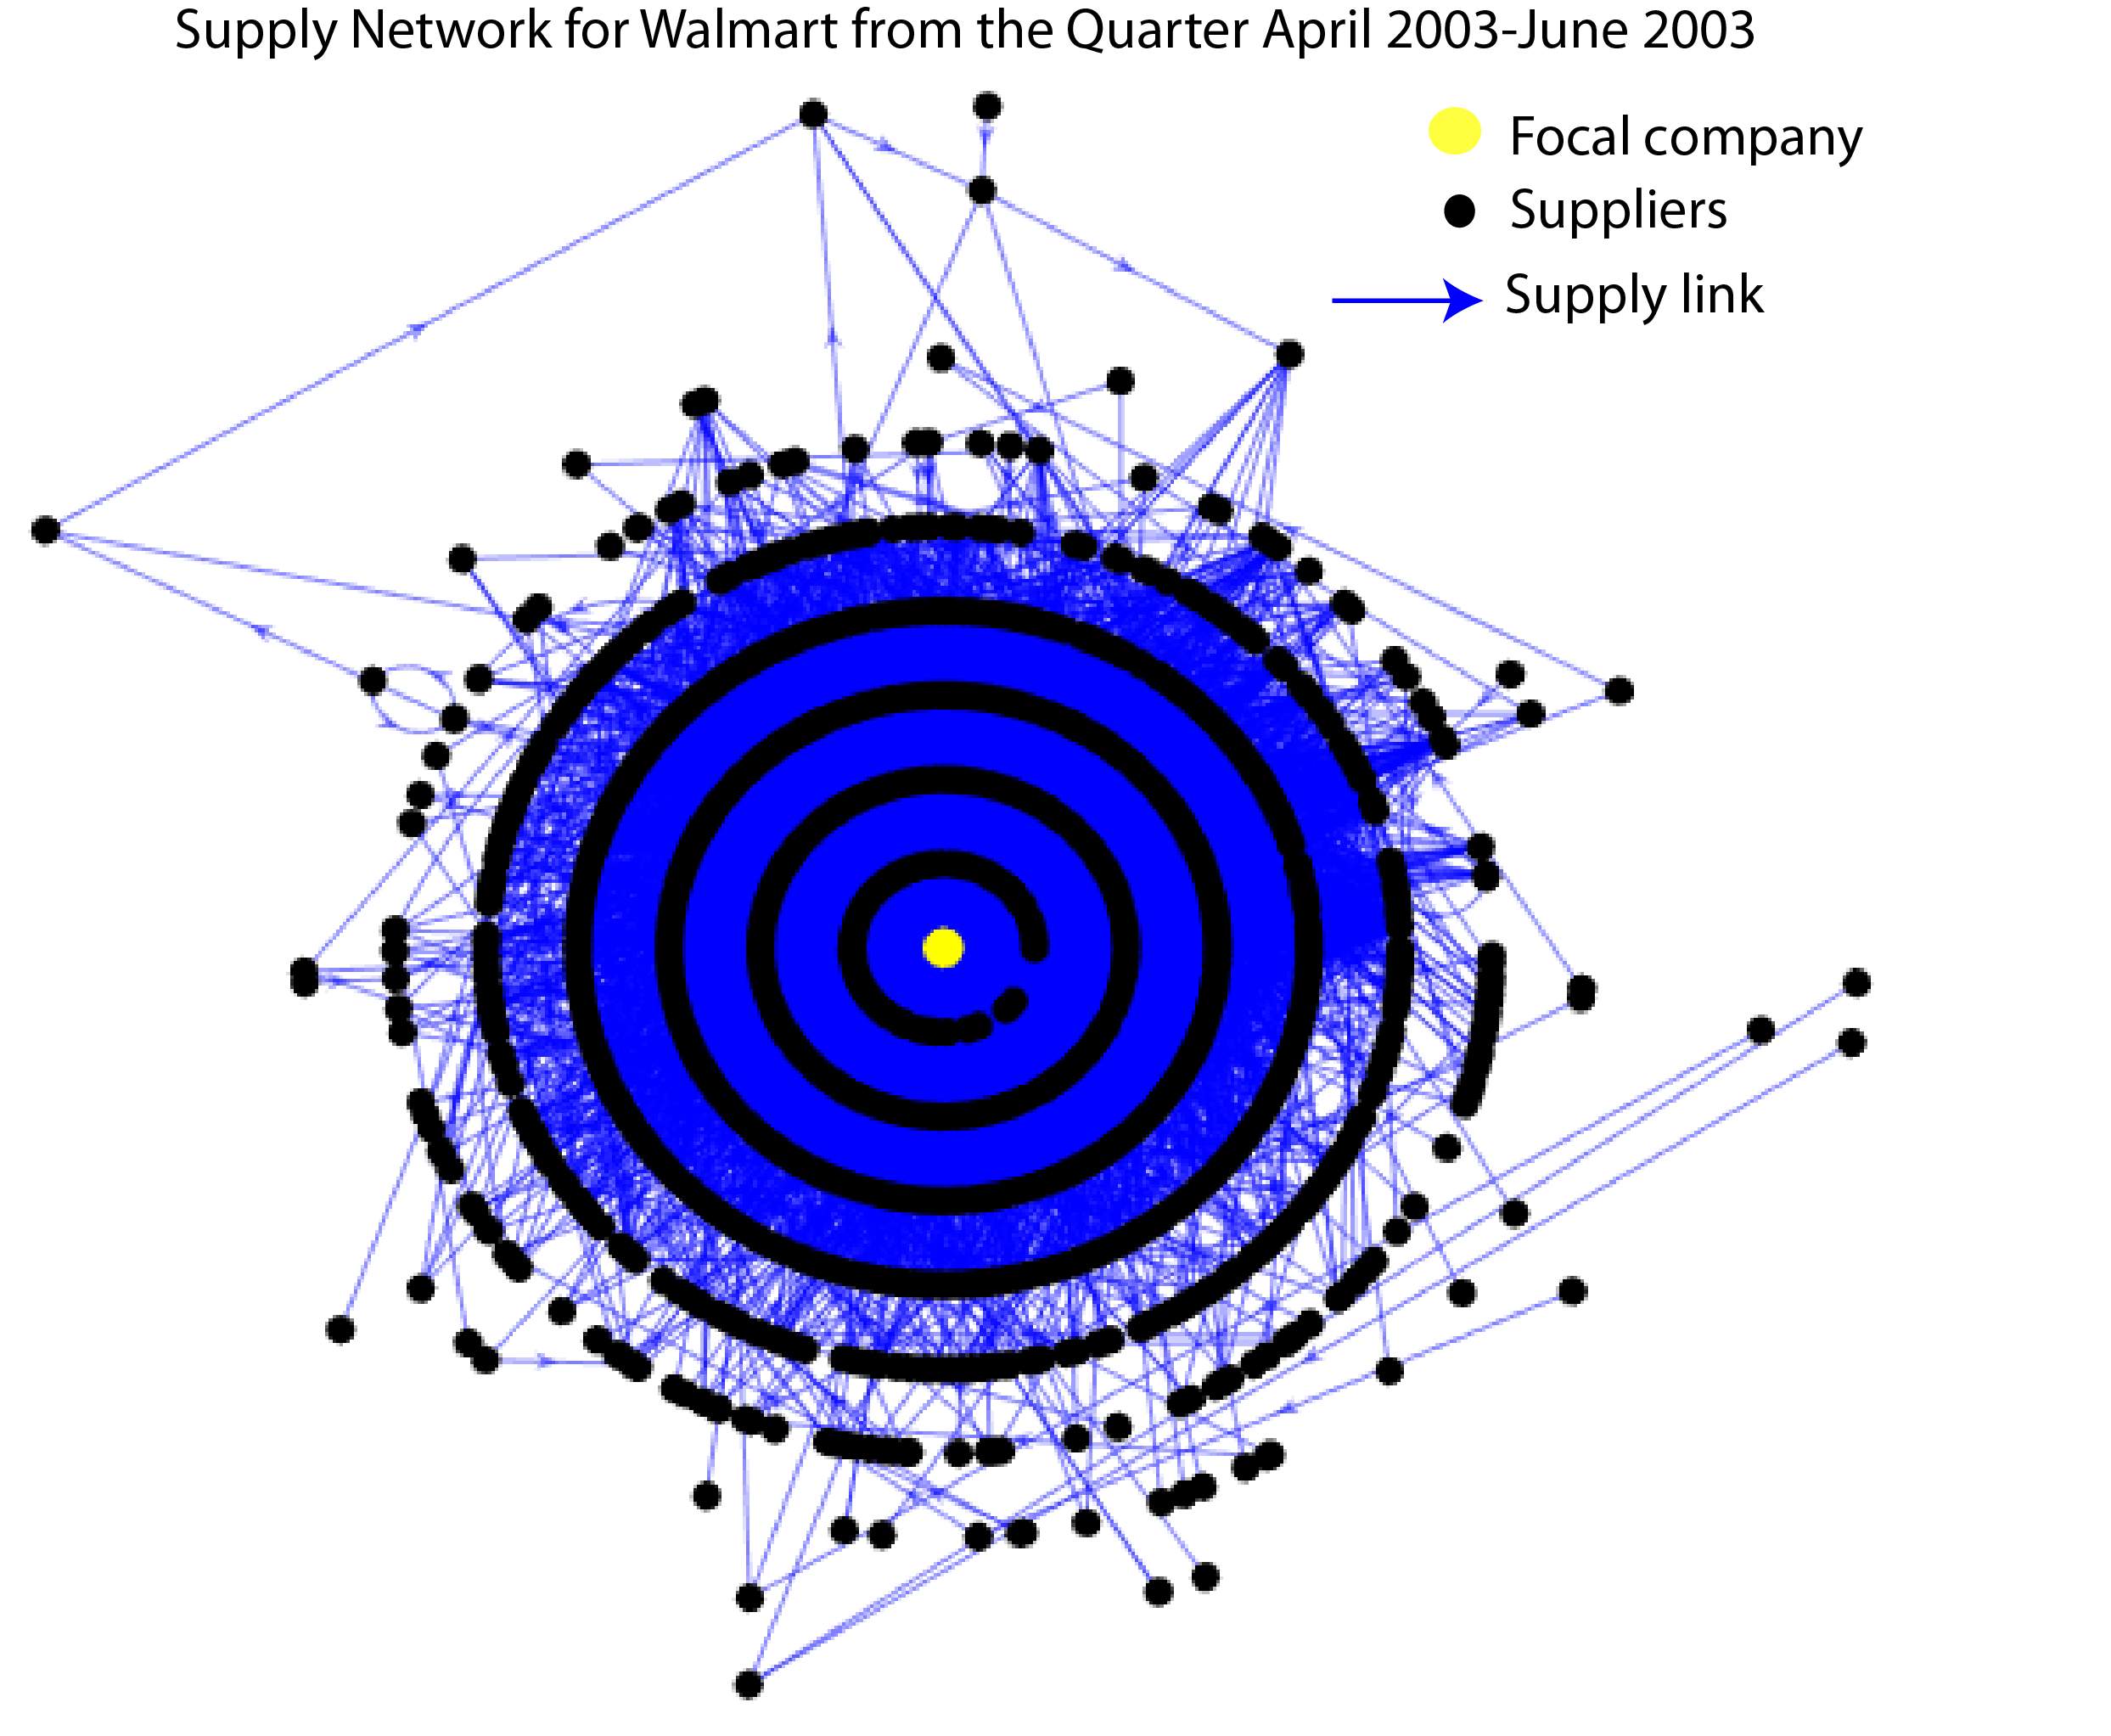 Supply Network for Walmart from the Quarter April 2003-June 2003
Focal company
Suppliers
Supply link